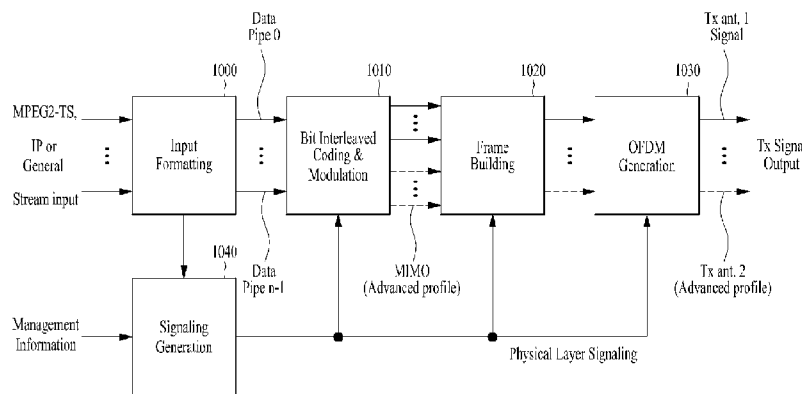 Data
Pipe 0
Tx ant. 1
Signal
1000
1010
1020
1030
MPEG2-TS,
IP or
General
Stream input
Input
Formatting
Bit Interleaved
Coding &
Modulation
Frame
Building
OFDM
Generation
Tx Signal
Output
1040
Data
Pipe n-1
MIMO
(Advanced profile)
Tx ant. 2
(Advanced profile)
Management
Information
Signaling
Generation
Physical Layer Signaling